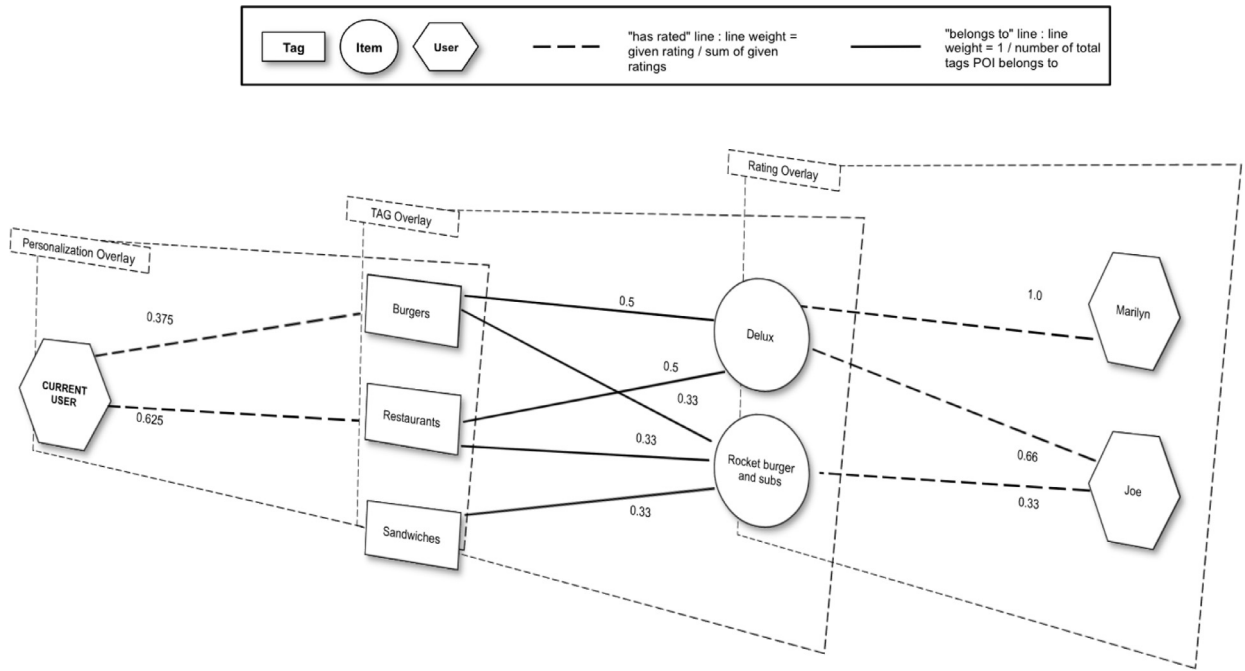 Tag
Item
User
"has rated" line : line weight =
given rating / sum of given
ratings
"belongs to" line : line
weight = 1 / number of total
tags POI belongs to
Rating Overlay
TAG Overlay
Personalization Overlay
Burgers
0.5
1.0
Marilyn
0.375
Delux
CURRENT
USER
0.5
0.33
Restaurants
0.625
0.33
0.66
Rocket burger
and subs
Joe
0.33
0.33
Sandwiches